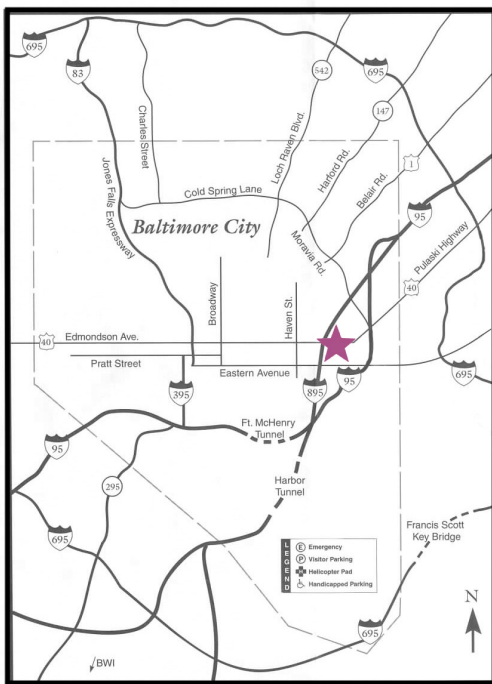 695
83
542
695
147
Charles Street
Loch Raven Blvd.
Harford Rd.
1
Jones Falls
Expressway
Belair Rd.
Cold Spring Lane
95
Baltimore City
Moravia Rd.
Pulaski Highway
Broadway
Haven St.
40
40
Edmondson Ave.
Pratt Street
Eastern Avenue
395
895
95
695
Ft. McHenry
Tunnel
95
295
Harbor
Tunnel
695
Francis Scott
Key Bridge
LEGEND
E Emergency
P Visitor Parking
Helicopter Pad
Handicapped Parking
N
695
BWI